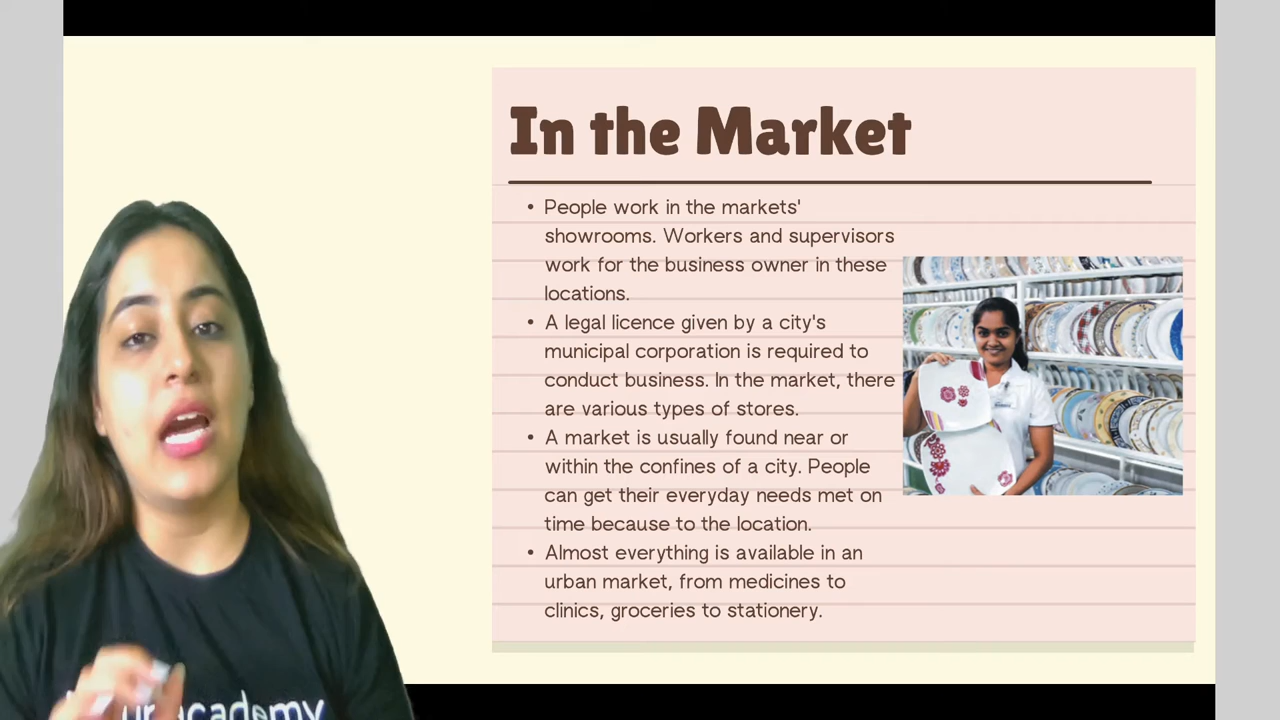 In the Market
• People work in the markets'
showrooms. Workers and supervisors
work for the business owner in these
locations.
• A legal licence given by a city's
municipal corporation is required to
conduct business. In the market, there
are various types of stores.
• A market is usually found near or
within the confines of a city. People
can get their everyday needs met on
time because to the location.
• Almost everything is available in an
urban market, from medicines to
clinics, groceries to stationery.